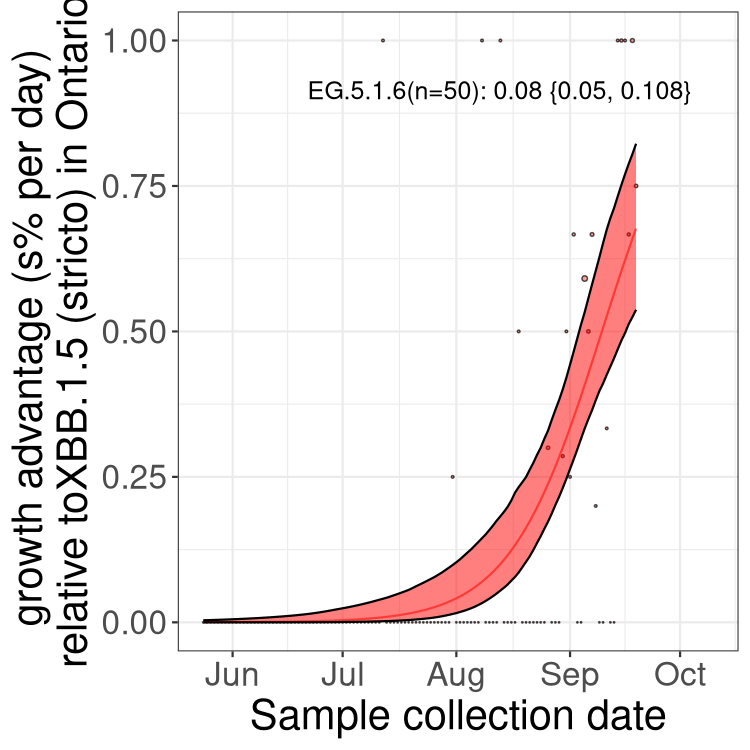 growth advantage (s% per day)
relative toXBB.1.5 (stricto) in Ontario
1.00
0.75
0.50
0.25
0.00
EG.5.1.6(n=50): 0.08 {0.05, 0.108}
Jun Jul Aug Sep Oct
Sample collection date